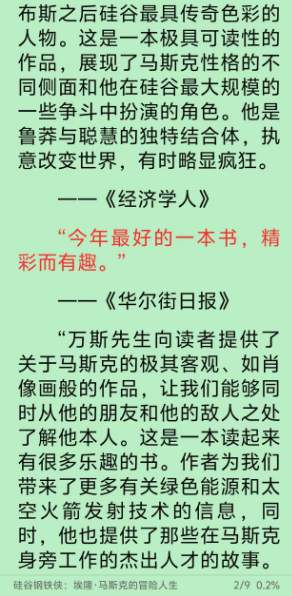 布斯之后硅谷最具传奇色彩的
人物。这是一本极具可读性的
作品，展现了马斯克性格的不
同侧面和他在硅谷最大规模的
一些争斗中扮演的角色。他是
鲁莽与聪慧的独特结合体，执
意改变世界，有时略显疯狂。
——《经济学人》
“今年最好的一本书，精
彩而有趣。”
——《华尔街日报》
“万斯先生向读者提供了
关于马斯克的极其客观、如肖
像画般的作品，让我们能够同
时从他的朋友和他的敌人之处
了解他本人。这是一本读起来
有很多乐趣的书。作者为我们
带来了更多有关绿色能源和太
空火箭发射技术的信息，同
时，他也提供了那些在马斯克
身旁工作的杰出人才的故事。
硅谷钢铁侠：埃隆·马斯克的冒险人生 2/9 0.2%